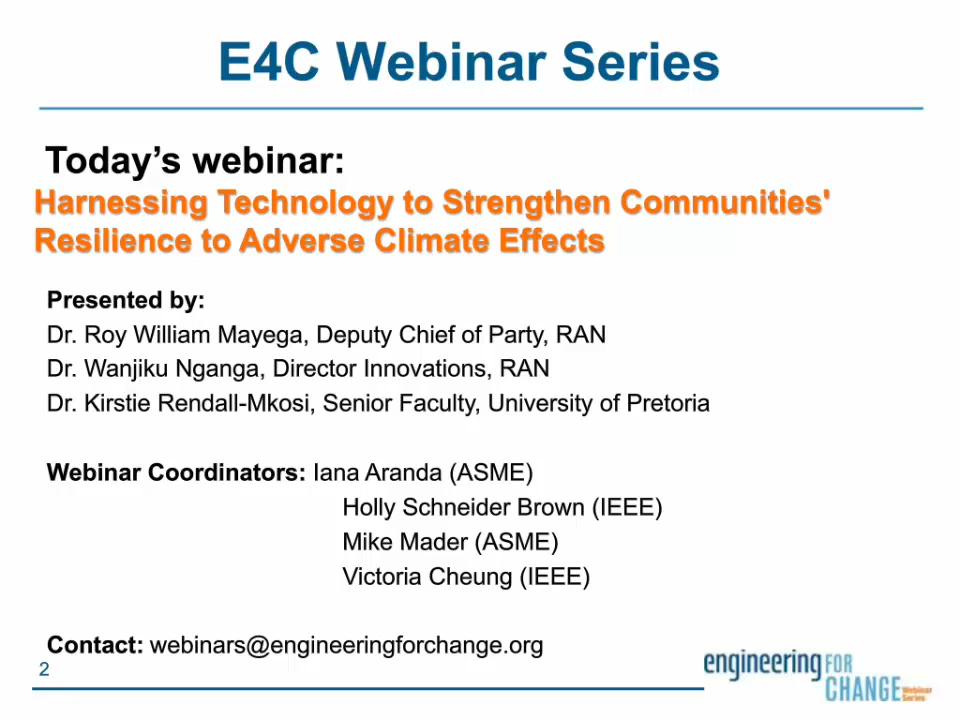 E4C Webinar Series
Today’s webinar:
Harnessing Technology to Strengthen Communities'
Resilience to Adverse Climate Effects
Presented by:
Dr. Roy William Mayega, Deputy Chief of Party, RAN
Dr. Wanjiku Nganga, Director Innovations, RAN
Dr. Kirstie Rendall-Mkosi, Senior Faculty, University of Pretoria
Webinar Coordinators: Iana Aranda (ASME)
Holly Schneider Brown (IEEE)
Mike Mader (ASME)
Victoria Cheung (IEEE)
Contact: webinars@engineeringforchange.org
2
engineering FOR
CHANGE Webinar
Series